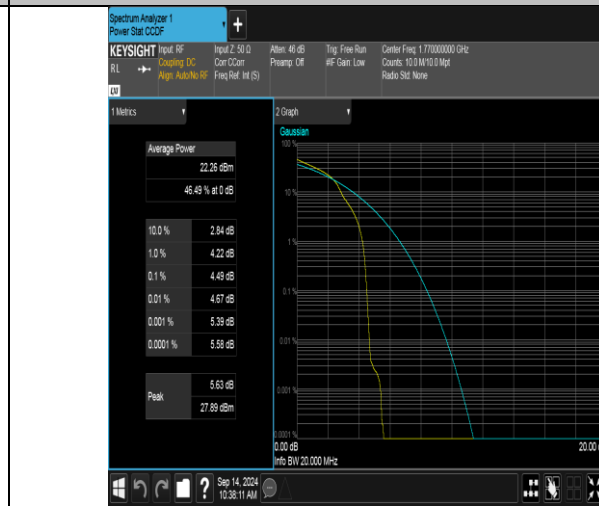 Spectrum Analyzer 1
Power Stat CCDF
+
KEYSIGHT
RL
Input: RF
Coupling: DC
Align: Auto/No RF
Input Z: 50 Ω
Corr CCorr
Freq Ref: Int (S)
Atten: 46 dB
Preamp: Off
Trig: Free Run
#IF Gain: Low
Center Freq: 1.770000000 GHz
Counts: 10.0 M/10.0 Mpt
Radio Std: None
1 Metrics
Average Power
22.26 dBm
46.49 % at 0 dB
10.0 % 2.84 dB
1.0 % 4.22 dB
0.1 % 4.49 dB
0.01 % 4.67 dB
0.001 % 5.39 dB
0.0001 % 5.58 dB
Peak
5.63 dB
27.89 dBm
2 Graph
Gaussian
100 %
10 %
1 %
0.1 %
0.01 %
0.001 %
0.0001 %
0.00 dB
20.00
Info BW 20.000 MHz
?
Sep 14, 2024
10:38:11 AM